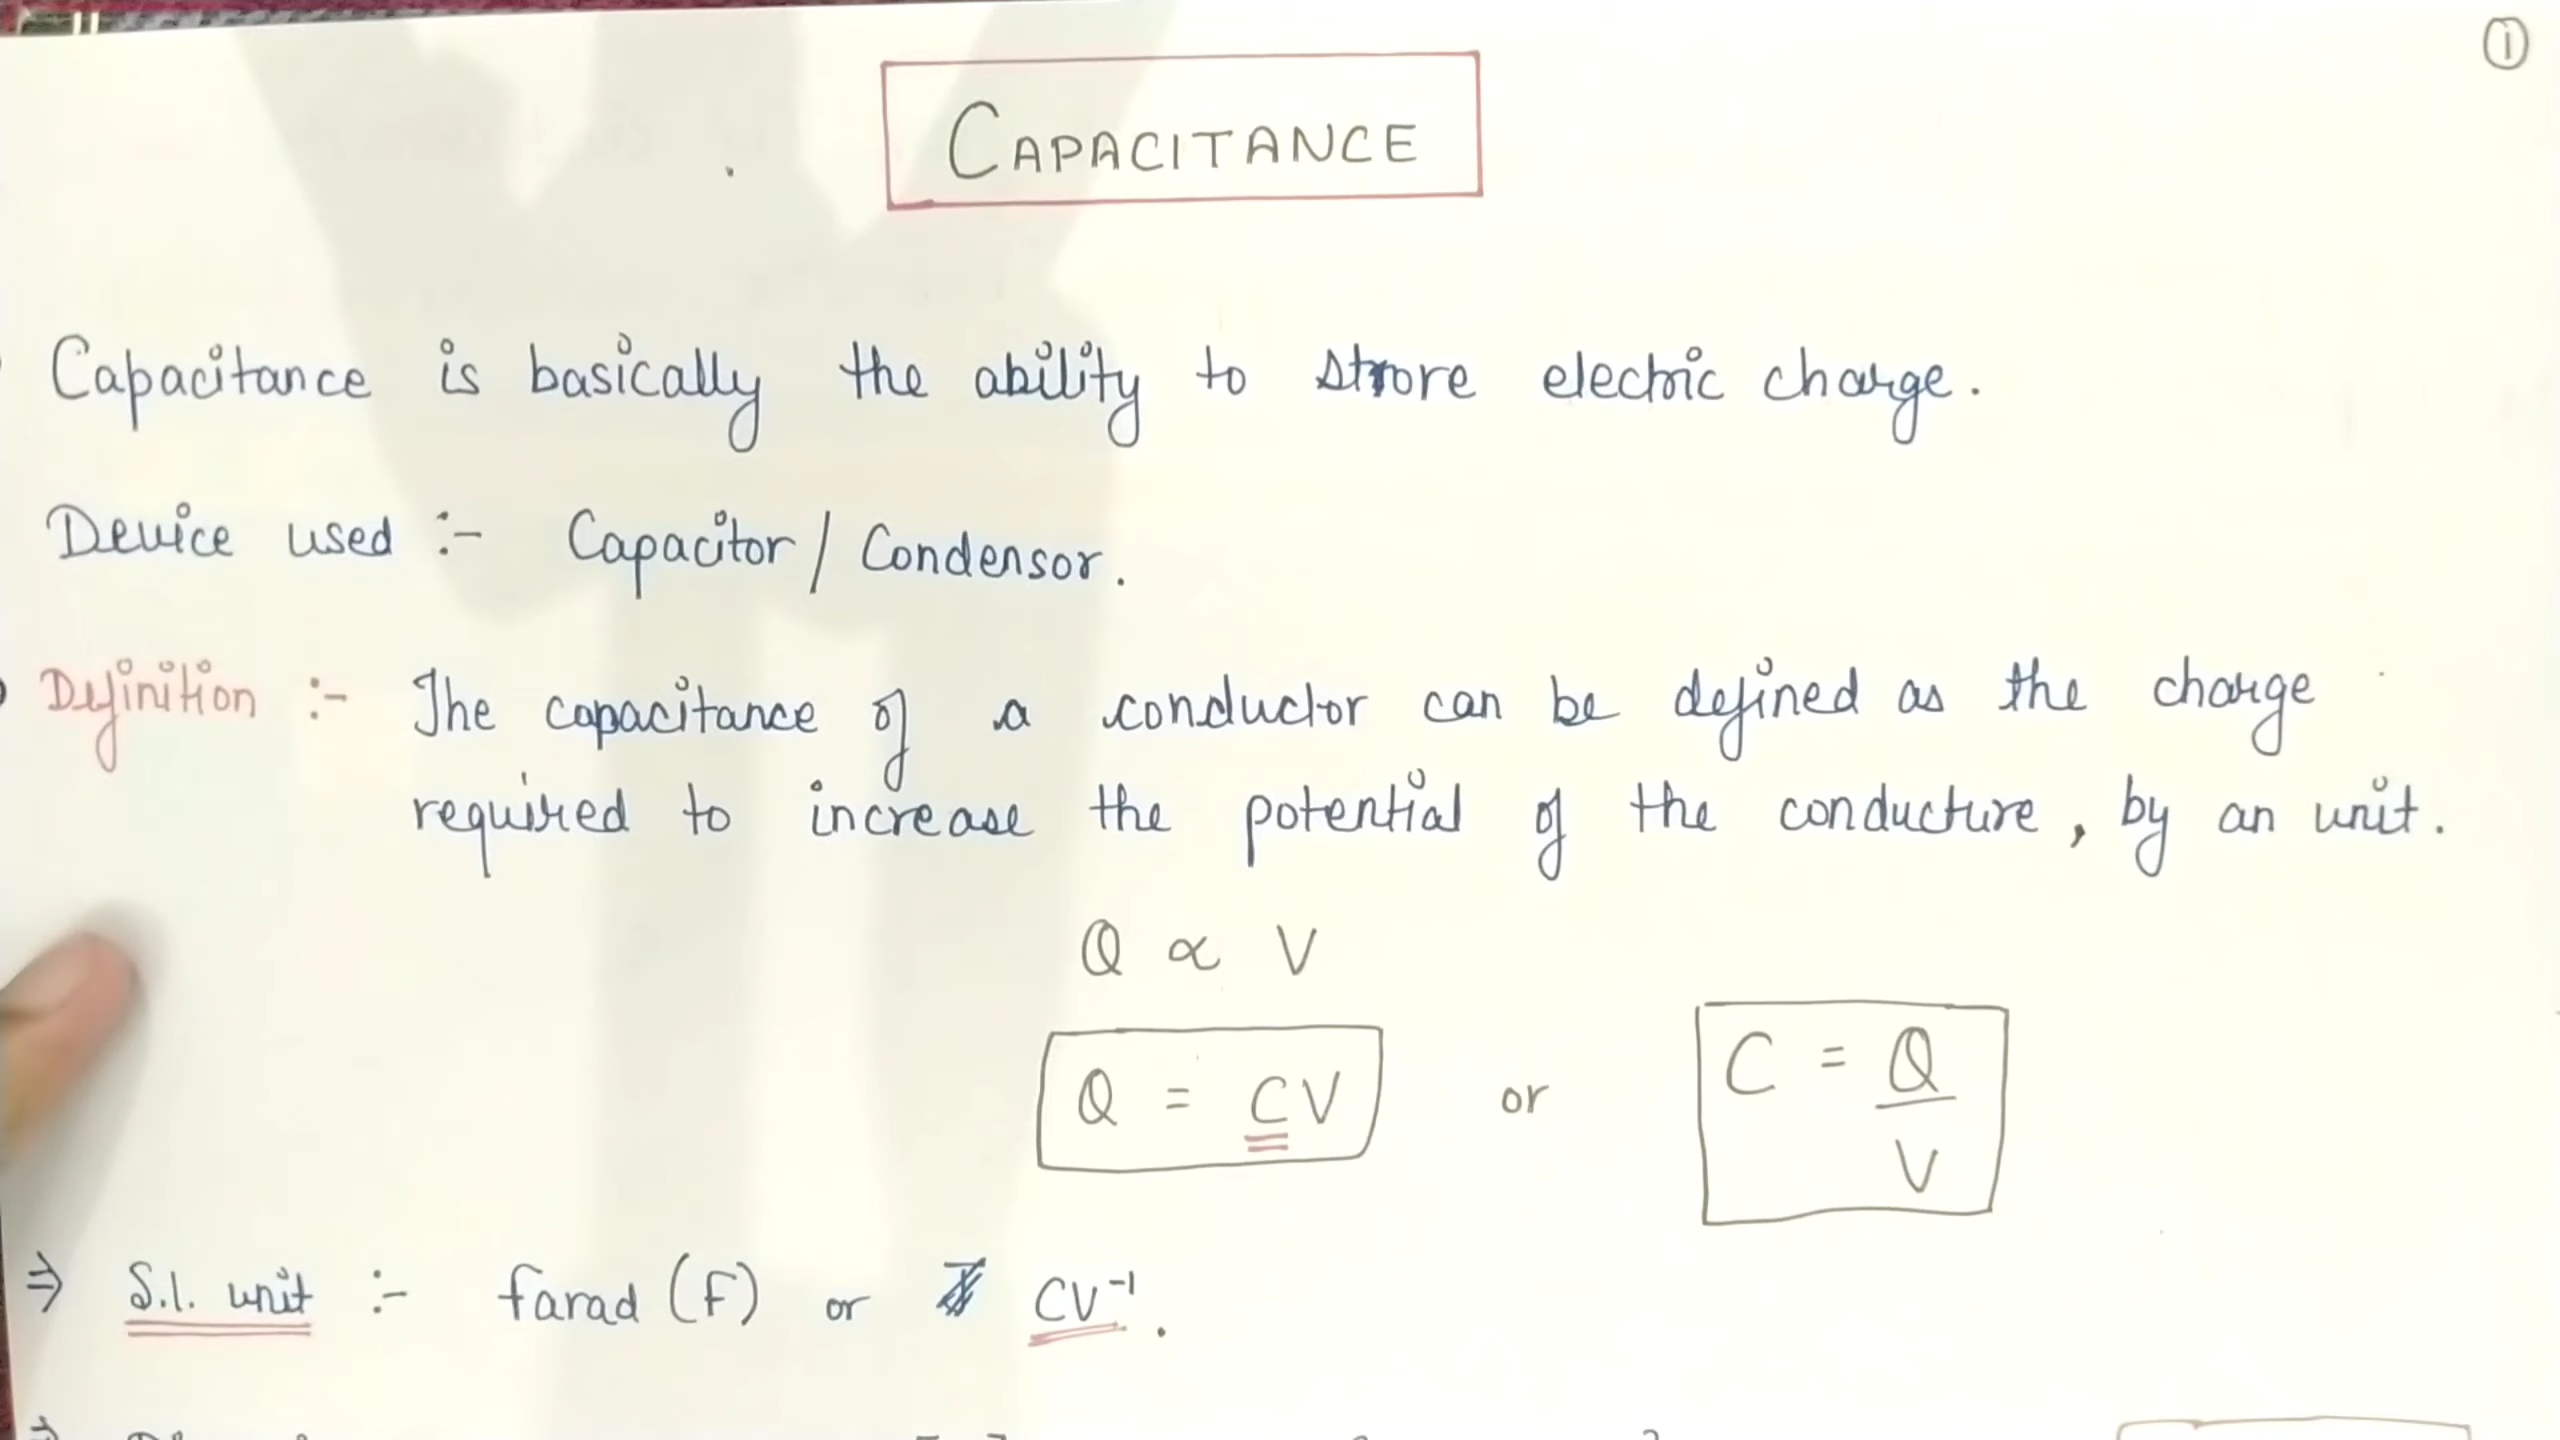 ①
CAPACITANCE
Capacitance is basically the ability to strore electric charge.
Device used :- Capacitor / Condensor.
Definition :- The capacitance of a conductor can be defined as the charge
required to increase the potential of the conducture, by an unit.
Q ∝ V
Q = CV or C = Q/V
⇒ S.I. unit :- farad (F) or CV⁻¹.